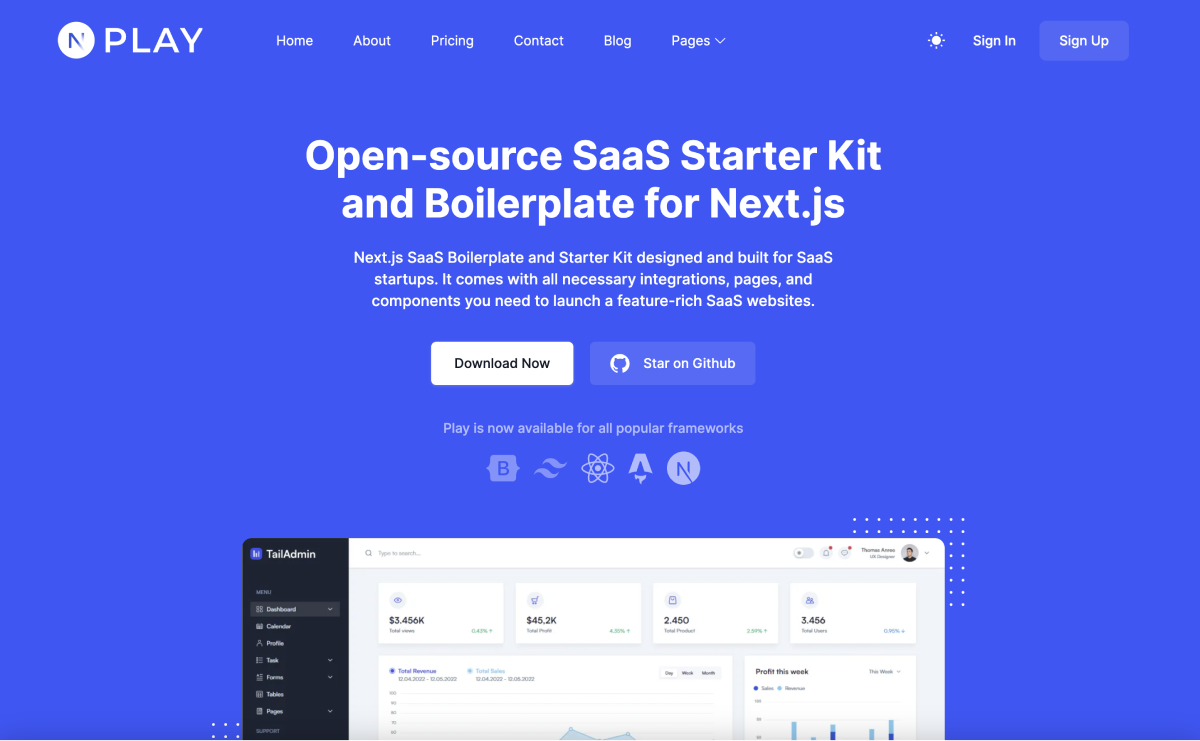 N PLAY
Home
About
Pricing
Contact
Blog
Pages
Sign In
Sign Up
Open-source SaaS Starter Kit
and Boilerplate for Next.js
Next.js SaaS Boilerplate and Starter Kit designed and built for SaaS
startups. It comes with all necessary integrations, pages, and
components you need to launch a feature-rich SaaS websites.
Download Now
Star on Github
Play is now available for all popular frameworks
B
N
TailAdmin
Type to search...
Thomas Anree
UX Designer
MENU
Dashboard
Calender
Profile
Task
Forms
Tables
Pages
SUPPORT
$3.456K
Total views
0.43%
$45,2K
Total Profit
4.35%
2.450
Total Product
2.59%
3.456
Total Users
0.95%
Total Revenue
12.04.2022 - 12.05.2022
Total Sales
12.04.2022 - 12.05.2022
Day
Week
Month
100
90
80
70
Profit this week
This Week
Sales
Revenue
100